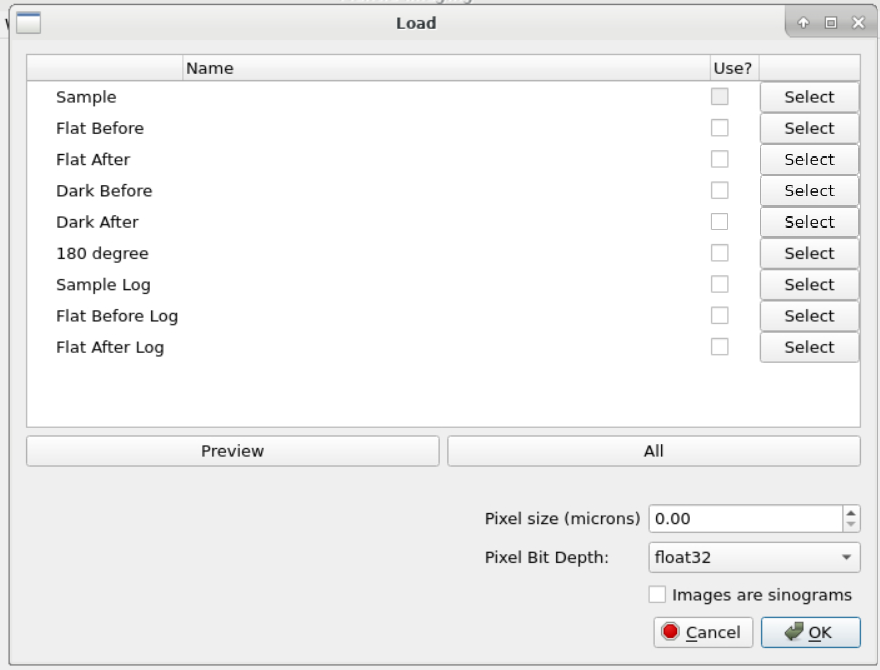 Load
Name Use?
Sample Select
Flat Before Select
Flat After Select
Dark Before Select
Dark After Select
180 degree Select
Sample Log Select
Flat Before Log Select
Flat After Log Select
Preview All
Pixel size (microns) 0.00
Pixel Bit Depth: float32
Images are sinograms
Cancel OK